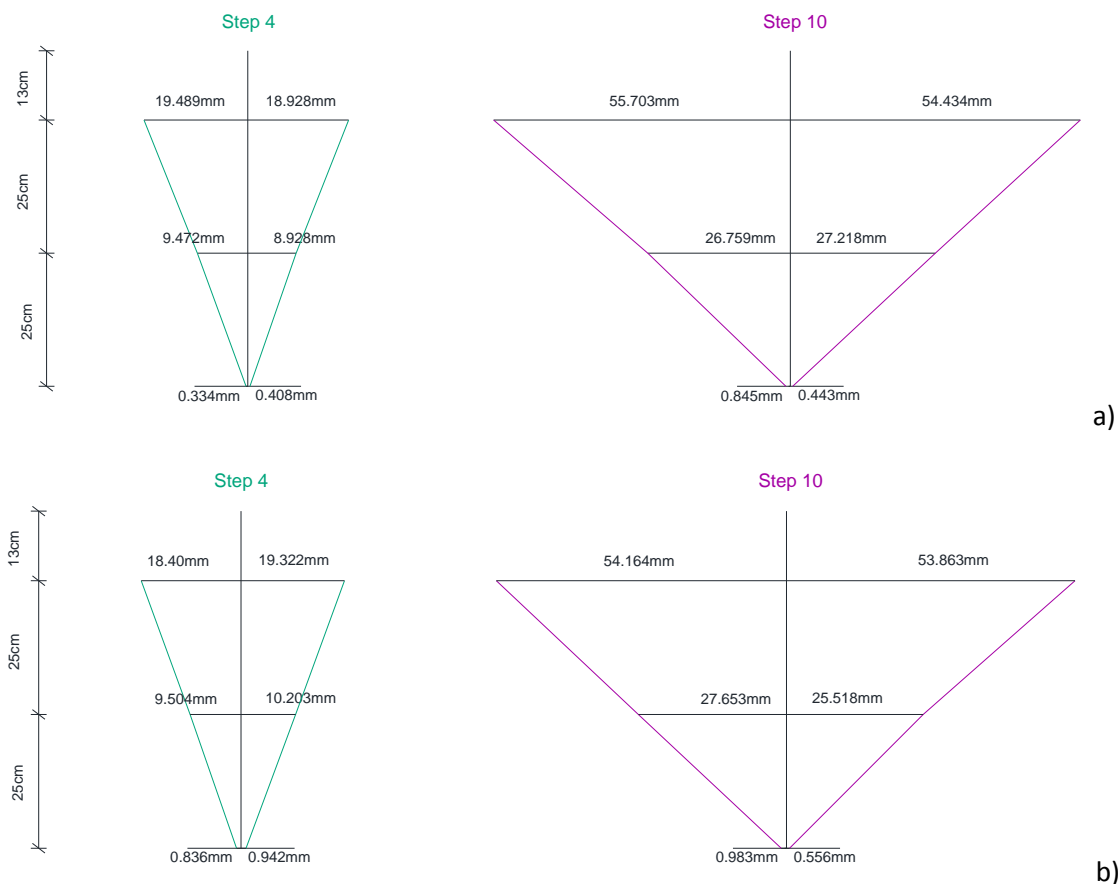 Step 4 Step 10
13cm
19.489mm 18.928mm 55.703mm 54.434mm
25cm
9.472mm 8.928mm 26.759mm 27.218mm
25cm
0.334mm 0.408mm 0.845mm 0.443mm
a)
Step 4 Step 10
13cm
18.40mm 19.322mm 54.164mm 53.863mm
25cm
9.504mm 10.203mm 27.653mm 25.518mm
25cm
0.836mm 0.942mm 0.983mm 0.556mm
b)